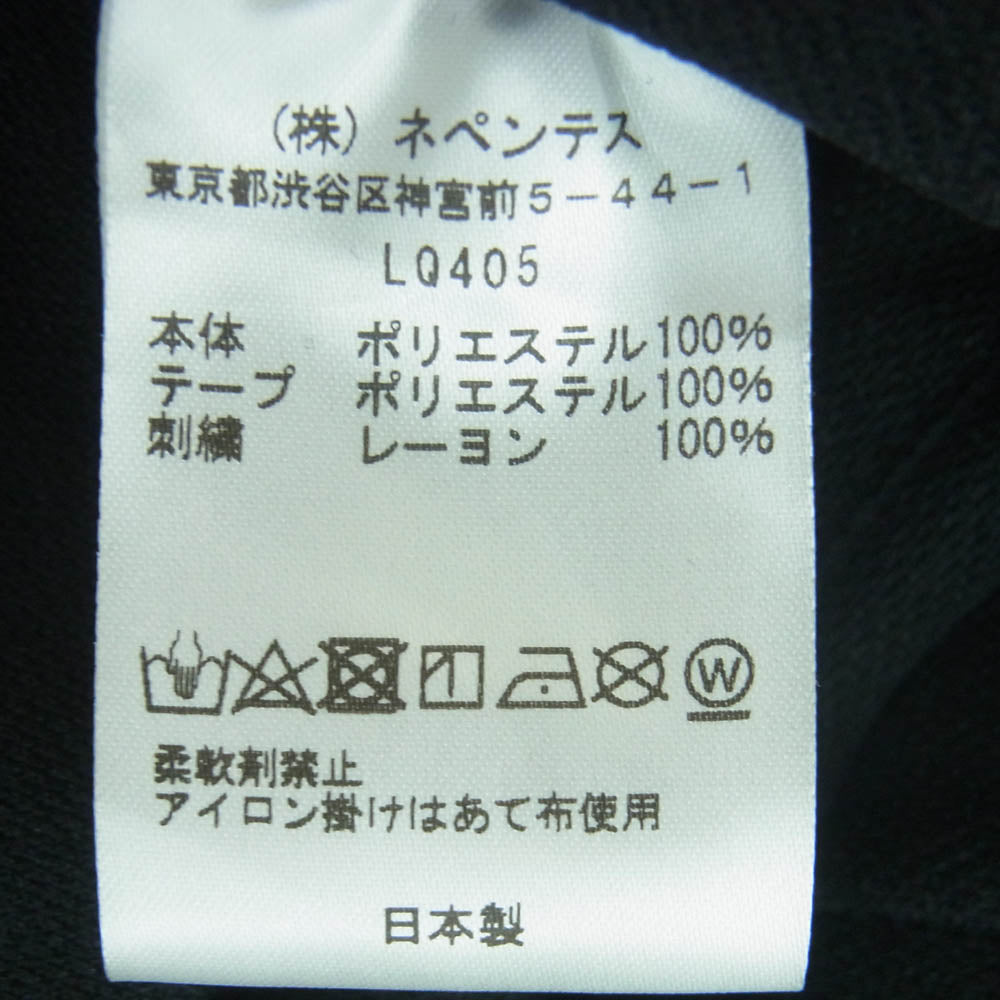 (株) ネペンテス
東京都渋谷区神宮前5-44-1
LQ405
本体 ポリエステル100%
テープ ポリエステル100%
刺繍 レーヨン 100%
W
柔軟剤禁止
アイロン掛けはあて布使用
日本製